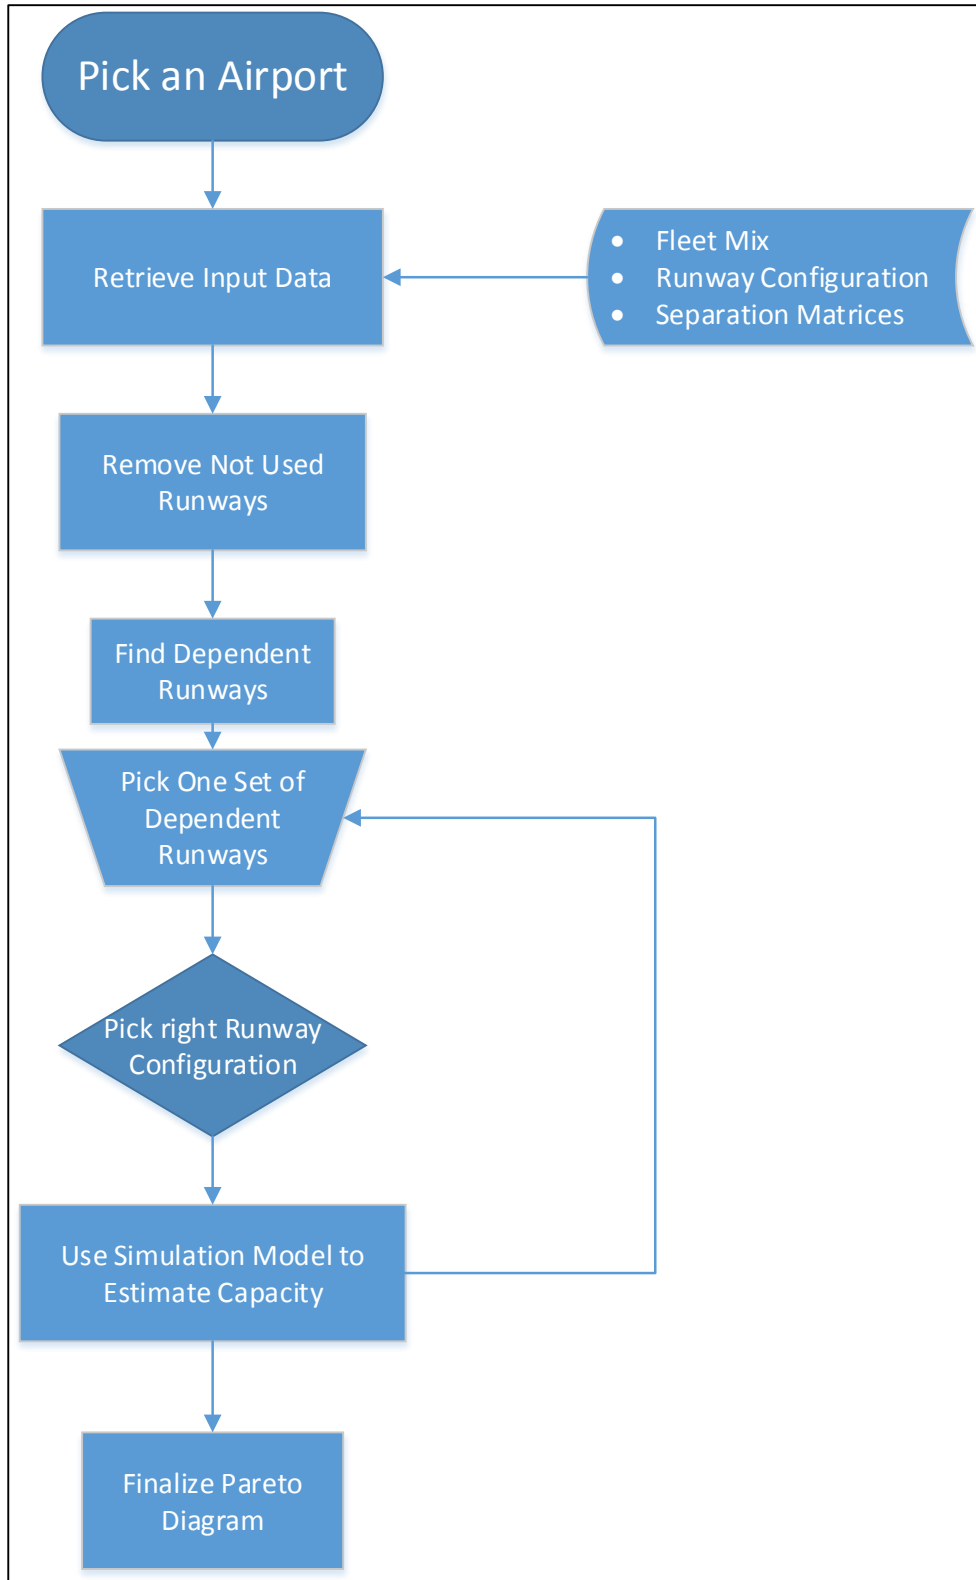 Pick an Airport
Retrieve Input Data
• Fleet Mix
• Runway Configuration
• Separation Matrices
Remove Not Used
Runways
Find Dependent
Runways
Pick One Set of
Dependent
Runways
Pick right Runway
Configuration
Use Simulation Model to
Estimate Capacity
Finalize Pareto
Diagram